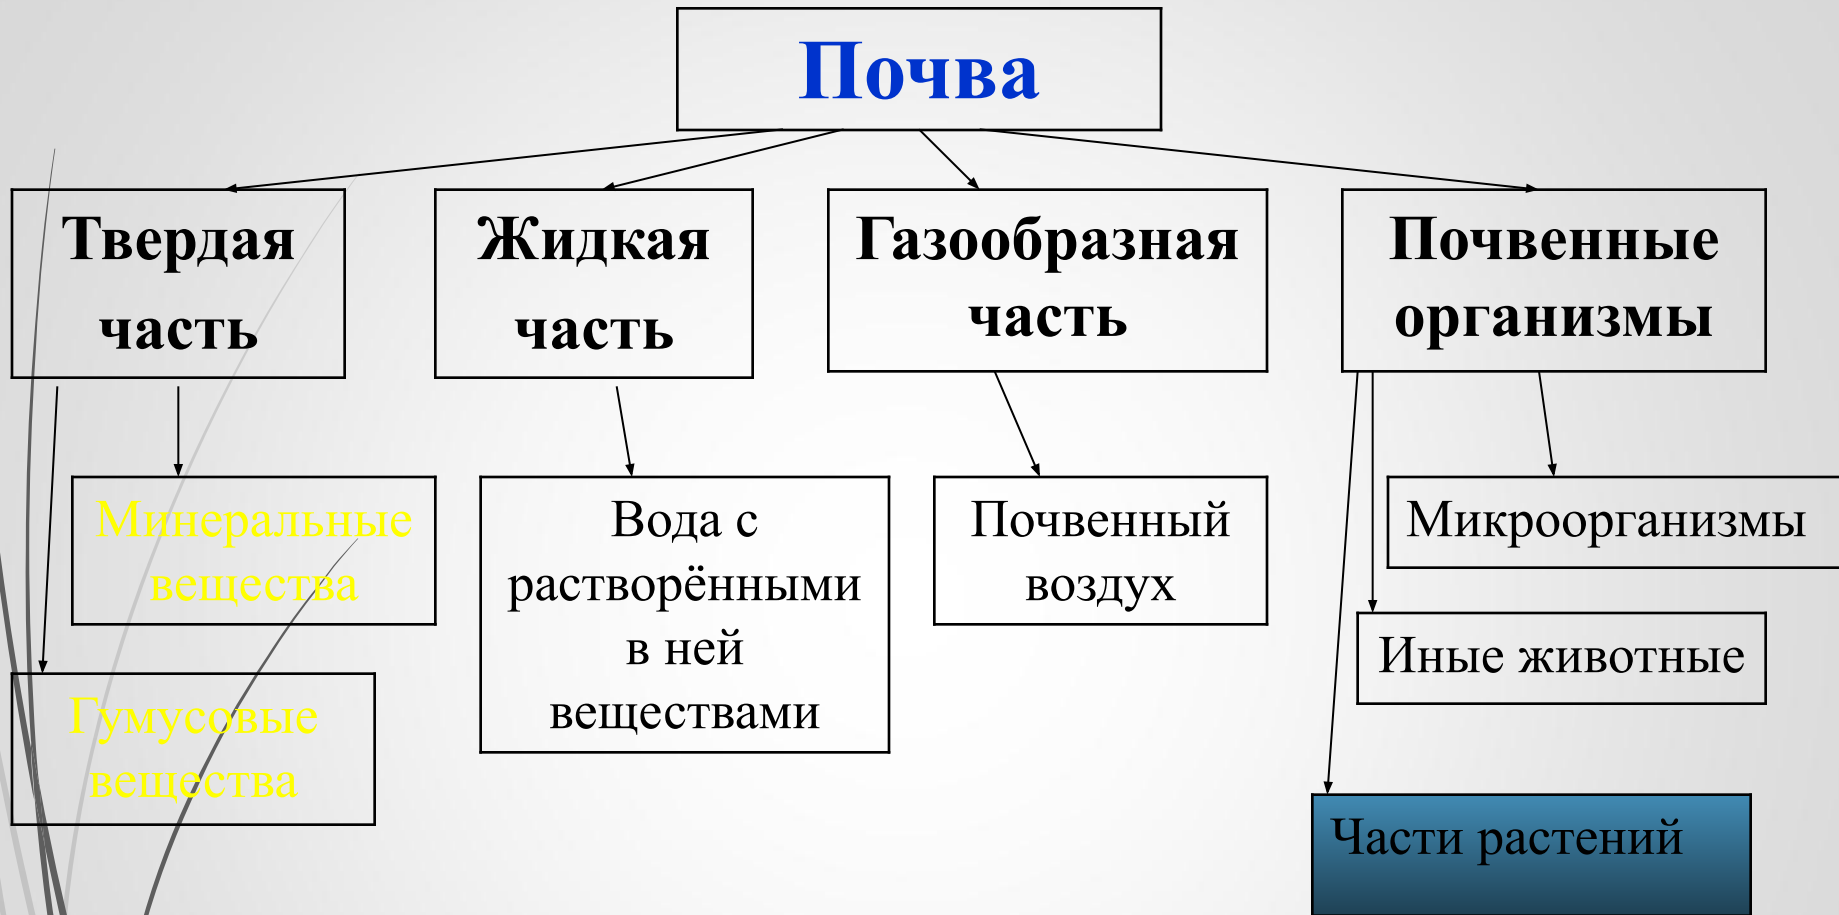 Почва
Твердая
часть
Жидкая
часть
Газообразная
часть
Почвенные
организмы
Минеральные
вещества
Гумусовые
вещества
Вода с
растворёнными
в ней
веществами
Почвенный
воздух
Микроорганизмы
Иные животные
Части растений